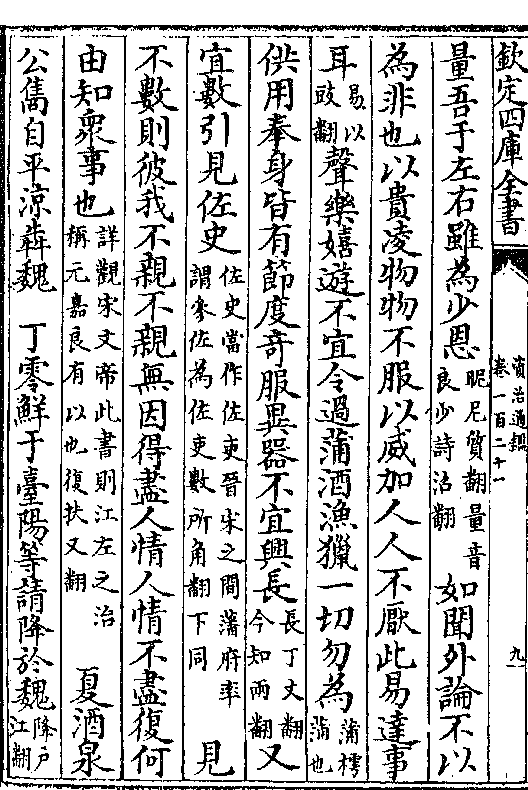 欽定四庫全書
資治通鑑
卷一百二十一
九
量吾于左右雖為少恩昵尼質翻量音良少詩沼翻如聞外論不以
為非也以貴凌物物不服以威加人人不厭此易達事
耳易以豉翻聲樂嬉遊不宜令過蒲酒漁獵一切勿為蒲樗蒲也
供用奉身皆有節度奇服異器不宜興長長丁丈翻今知兩翻又
宜數引見佐史佐史當作佐吏晉宋之間藩府率謂參佐為佐吏數所角翻下同見
不數則彼我不親不親無因得盡人情人情不盡復何
由知衆事也詳觀宋文帝此書則江左之治稱元嘉良有以也復扶又翻夏酒泉
公雋自平涼犇魏丁零鮮于臺陽等請降於魏降户江翻